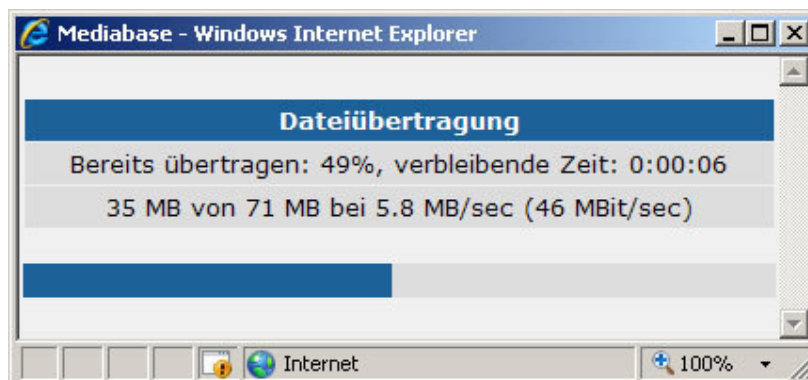 Mediabase - Windows Internet Explorer
Dateiübertragung
Bereits übertragen: 49%, verbleibende Zeit: 0:00:06
35 MB von 71 MB bei 5.8 MB/sec (46 MBit/sec)
Internet
100%